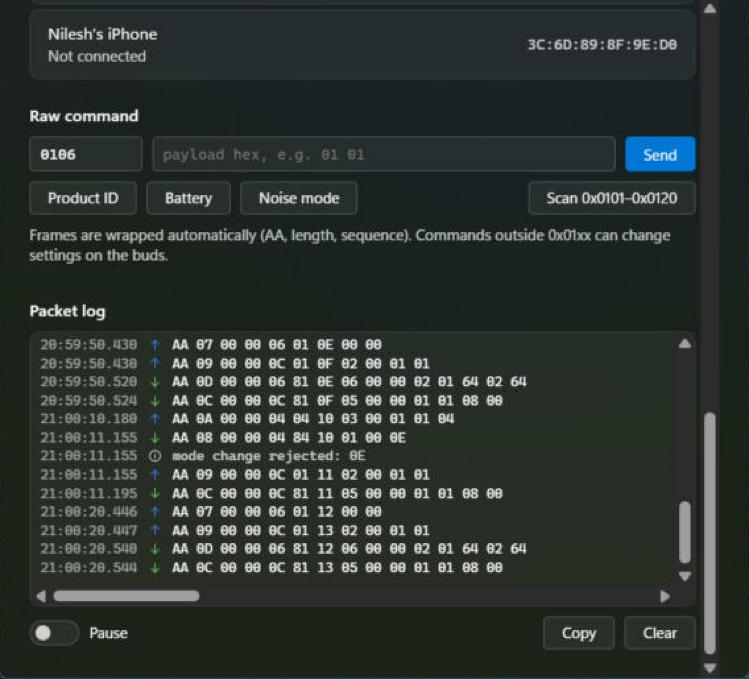 Nilesh's iPhone
Not connected
3C:6D:89:8F:9E:D0
Raw command
0106
payload hex, e.g. 01 01
Send
Product ID
Battery
Noise mode
Scan 0x0101–0x0120
Frames are wrapped automatically (AA, length, sequence). Commands outside 0x01xx can change
settings on the buds.
Packet log
20:59:50.430 ↑ AA 07 00 00 06 01 0E 00 00
20:59:50.430 ↑ AA 09 00 00 0C 01 0F 02 00 01 01
20:59:50.520 ↓ AA 0D 00 00 06 81 0E 06 00 00 02 01 64 02 64
20:59:50.524 ↓ AA 0C 00 00 0C 81 0F 05 00 00 01 01 08 00
21:00:10.180 ↑ AA 0A 00 00 04 04 10 03 00 01 01 04
21:00:11.155 ↓ AA 08 00 00 04 84 10 01 00 0E
21:00:11.155 ⓘ mode change rejected: 0E
21:00:11.155 ↑ AA 09 00 00 0C 01 11 02 00 01 01
21:00:11.195 ↓ AA 0C 00 00 0C 81 11 05 00 00 01 01 08 00
21:00:20.446 ↑ AA 07 00 00 06 01 12 00 00
21:00:20.447 ↑ AA 09 00 00 0C 01 13 02 00 01 01
21:00:20.540 ↓ AA 0D 00 00 06 81 12 06 00 00 02 01 64 02 64
21:00:20.544 ↓ AA 0C 00 00 0C 81 13 05 00 00 01 01 08 00
Pause
Copy
Clear